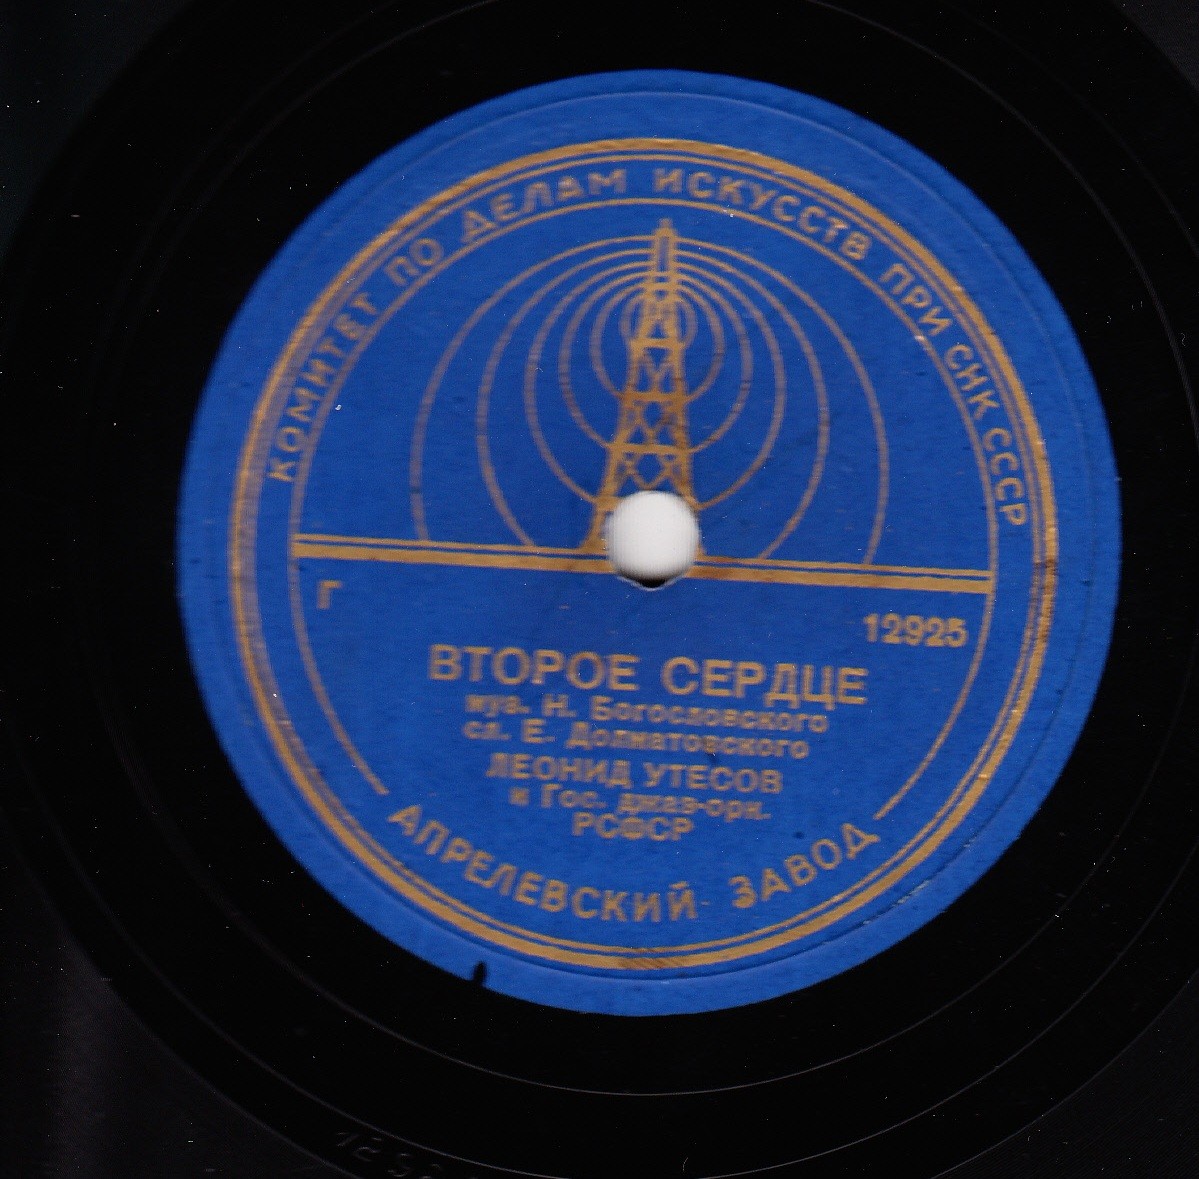 КОМИТЕТ ПО ДЕЛАМ ИСКУССТВ ПРИ СНК СССР
Г
12925
ВТОРОЕ СЕРДЦЕ
муз. Н. Богословского
сл. Е. Долматовского
ЛЕОНИД УТЕСОВ
и Гос. джаз-орк.
РСФСР
АПРЕЛЕВСКИЙ ЗАВОД